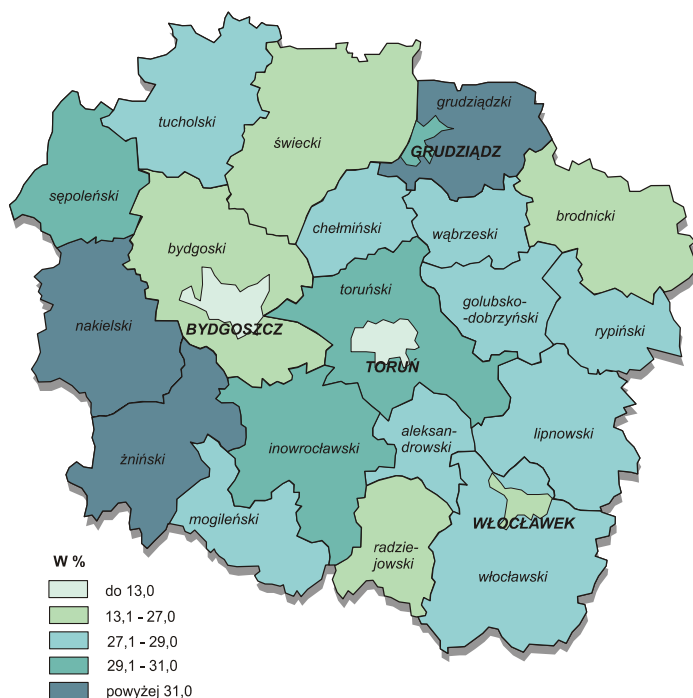 grudziądzki
tucholski
świecki
GRUDZIĄDZ
sępoleński
brodnicki
chełmiński
wąbrzeski
bydgoski
toruński
golubsko-
-dobrzyński
nakielski
BYDGOSZCZ
rypiński
TORUŃ
aleksan-
drowski
lipnowski
inowrocławski
żniński
mogileński
WŁOCŁAWEK
radzie-
jowski
włocławski
W %
do 13,0
13,1 – 27,0
27,1 – 29,0
29,1 – 31,0
powyżej 31,0